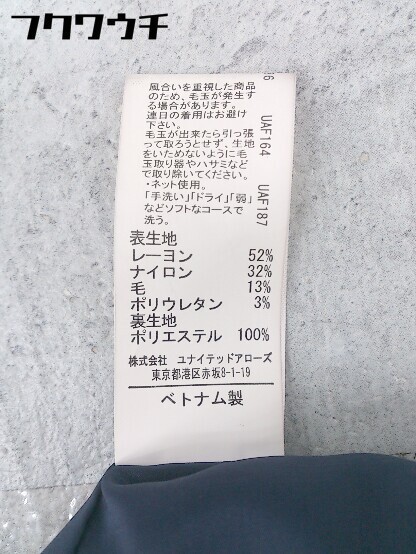 フクワウチ
風合いを重視した商品
のため、毛玉が発生す
る場合があります。
連日の着用はお避け
下さい。
毛玉が出来たら引っ張
って取ろうとせず、生地
をいためないように毛
玉取り器やハサミなど
で取り除いてください。
・ネット使用。
「手洗い」「ドライ」「弱」
などソフトなコースで
洗う。
表生地
レーヨン 52%
ナイロン 32%
毛 13%
ポリウレタン 3%
裏生地
ポリエステル 100%
株式会社 ユナイテッドアローズ
東京都港区赤坂8-1-19
ベトナム製
UAF164
UAF187